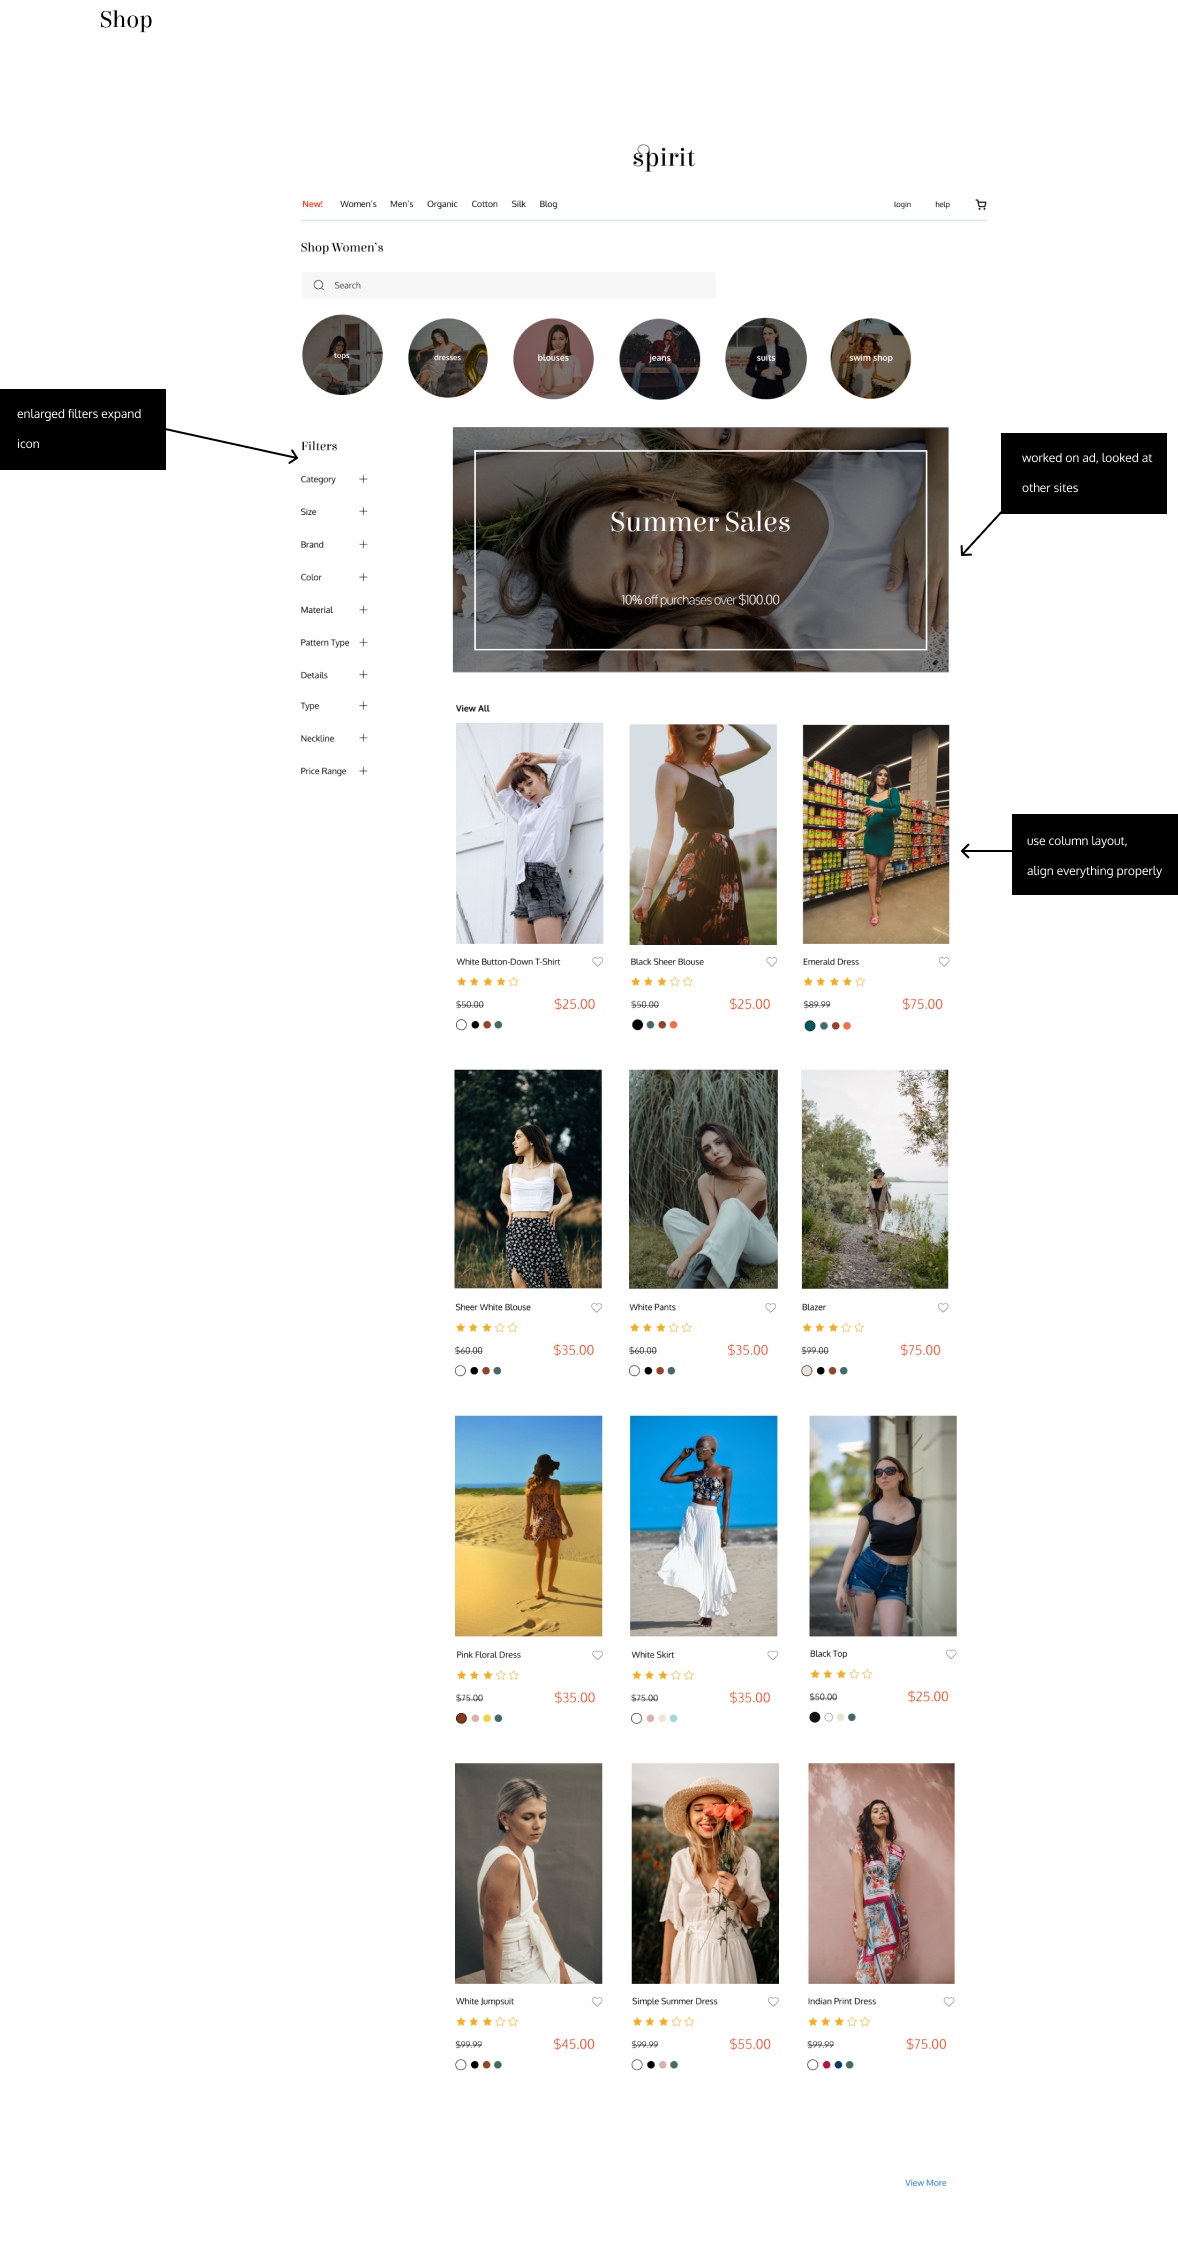 Shop
spirit
New! Women's Men's Organic Cotton Silk Blog login help
Shop Women's
Search
tops dresses blouses jeans suits swim shop
enlarged filters expand
icon
Filters
Category
Size
Brand
Color
Material
Pattern Type
Details
Type
Neckline
Price Range
Summer Sales
10% off purchases over $100.00
worked on ad, looked at
other sites
View All
use column layout,
align everything properly
White Button-Down T-Shirt Black Sheer Blouse Emerald Dress
$50.00 $25.00 $50.00 $25.00 $89.99 $75.00
Sheer White Blouse White Pants Blazer
$60.00 $35.00 $60.00 $35.00 $99.00 $75.00
Pink Floral Dress White Skirt Black Top
$75.00 $35.00 $75.00 $35.00 $50.00 $25.00
White Jumpsuit Simple Summer Dress Indian Print Dress
$99.99 $45.00 $99.99 $55.00 $99.99 $75.00
View More